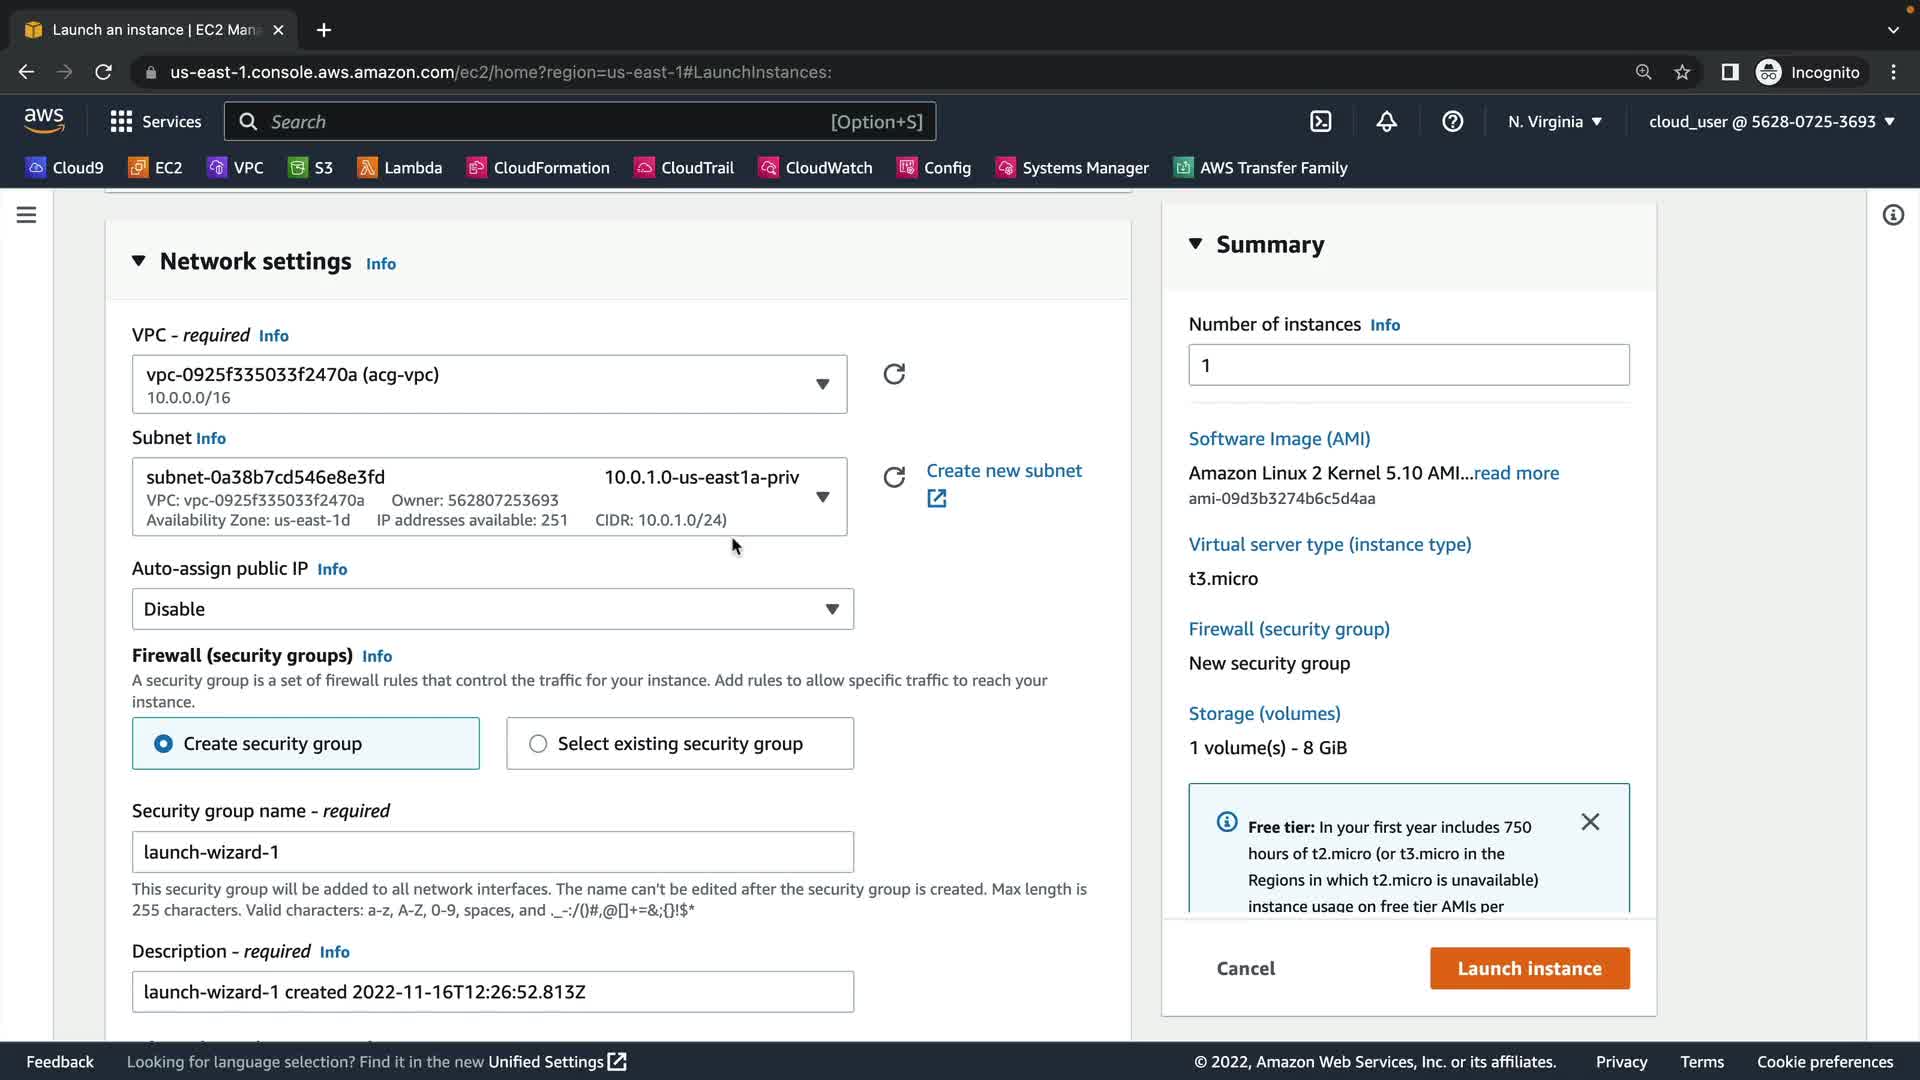 Launch an instance | EC2 Mana
us-east-1.console.aws.amazon.com/ec2/home?region=us-east-1#LaunchInstances:
Incognito
aws
Services
Search
[Option+S]
N. Virginia
cloud_user @ 5628-0725-3693
Cloud9
EC2
VPC
S3
Lambda
CloudFormation
CloudTrail
CloudWatch
Config
Systems Manager
AWS Transfer Family
Network settings Info
VPC - required Info
vpc-0925f335033f2470a (acg-vpc)
10.0.0.0/16
Subnet Info
subnet-0a38b7cd546e8e3fd 10.0.1.0-us-east1a-priv
VPC: vpc-0925f335033f2470a Owner: 562807253693
Availability Zone: us-east-1d IP addresses available: 251 CIDR: 10.0.1.0/24)
Create new subnet
Auto-assign public IP Info
Disable
Firewall (security groups) Info
A security group is a set of firewall rules that control the traffic for your instance. Add rules to allow specific traffic to reach your
instance.
Create security group
Select existing security group
Security group name - required
launch-wizard-1
This security group will be added to all network interfaces. The name can't be edited after the security group is created. Max length is
255 characters. Valid characters: a-z, A-Z, 0-9, spaces, and ._-:/()#,@[]+=&;{}!$*
Description - required Info
launch-wizard-1 created 2022-11-16T12:26:52.813Z
Summary
Number of instances Info
1
Software Image (AMI)
Amazon Linux 2 Kernel 5.10 AMI...read more
ami-09d3b3274b6c5d4aa
Virtual server type (instance type)
t3.micro
Firewall (security group)
New security group
Storage (volumes)
1 volume(s) - 8 GiB
Free tier: In your first year includes 750
hours of t2.micro (or t3.micro in the
Regions in which t2.micro is unavailable)
instance usage on free tier AMIs per
Cancel
Launch instance
Feedback
Looking for language selection? Find it in the new Unified Settings
© 2022, Amazon Web Services, Inc. or its affiliates.
Privacy
Terms
Cookie preferences